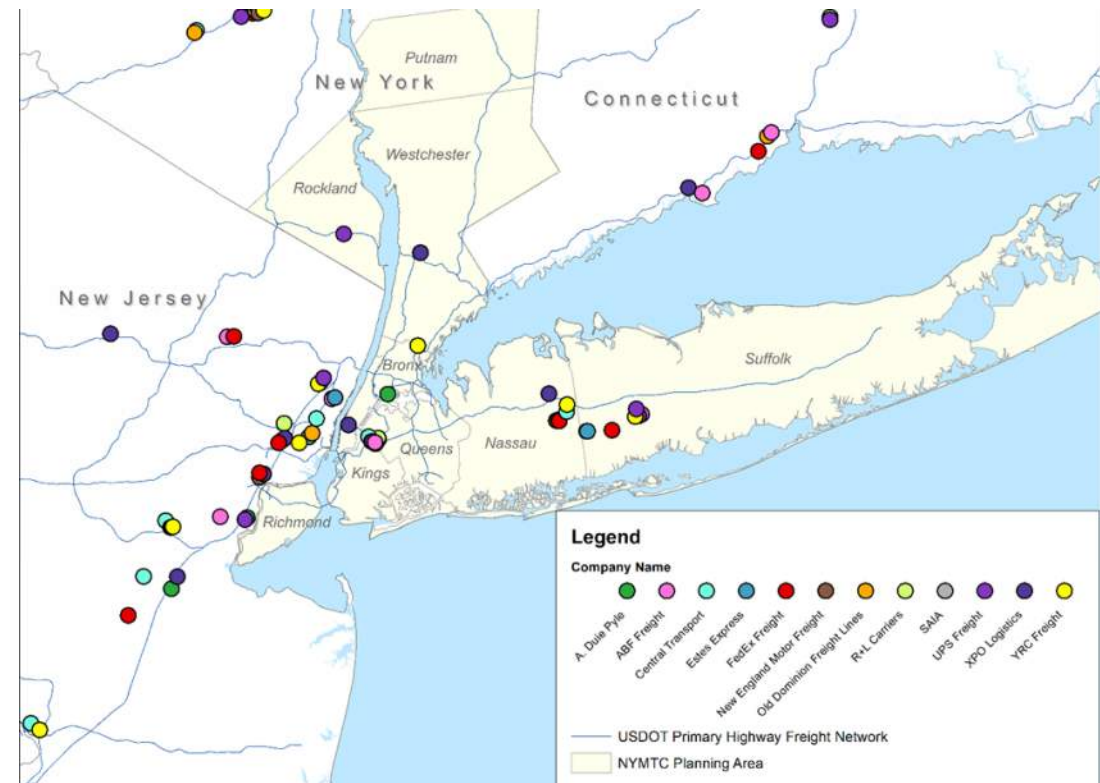 Putnam
New York
Connecticut
Westchester
Rockland
New Jersey
Suffolk
Bronx
Queens
Nassau
Kings
Richmond
Legend
Company Name
A. Duie Pyle
ABF Freight
Central Transport
Estes Express
FedEx Freight
New England Motor Freight
Old Dominion Freight Lines
R+L Carriers
SAIA
UPS Freight
XPO Logistics
YRC Freight
USDOT Primary Highway Freight Network
NYMTC Planning Area